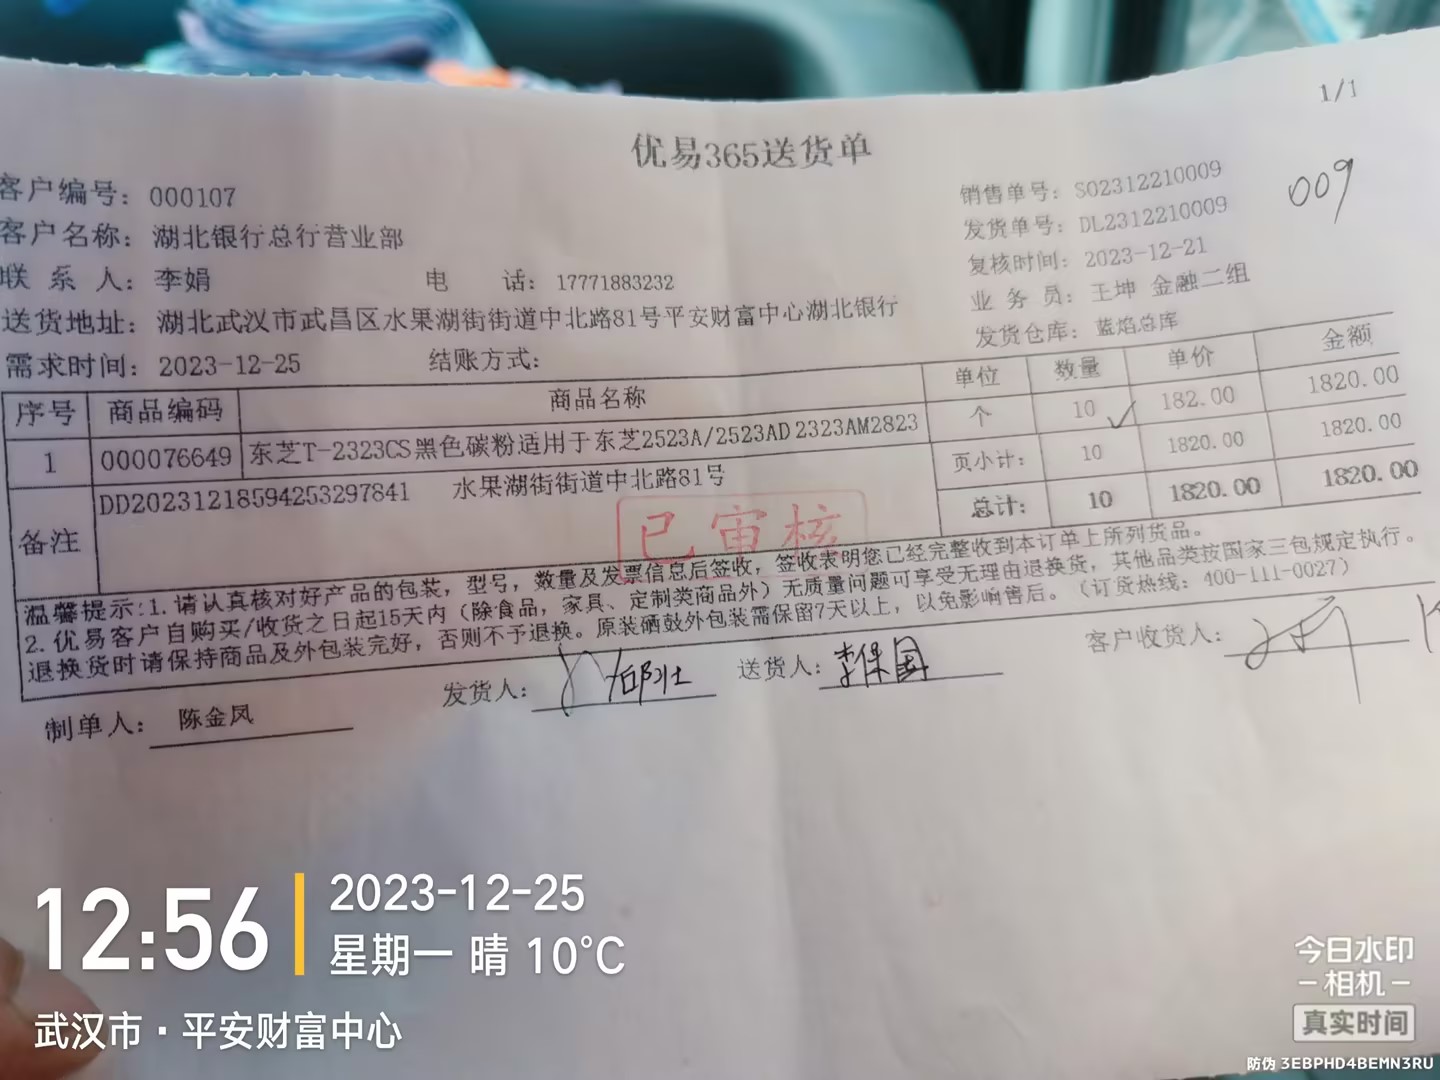 1/1
优易365送货单
客户编号：000107
销售单号：SO2312210009
009
客户名称：湖北银行总行营业部
发货单号：DL2312210009
联 系 人：李娟 电 话：17771883232
复核时间：2023-12-21
送货地址：湖北武汉市武昌区水果湖街街道中北路81号平安财富中心湖北银行
业 务 员：王坤 金融二组
需求时间：2023-12-25 结账方式：
发货仓库：蓝焰总库
序号 商品编码 商品名称 单位 数量 单价 金额
1 000076649 东芝T-2323CS黑色碳粉适用于东芝2523A/2523AD 2323AM2823 个 10 182.00 1820.00
页小计： 10 1820.00 1820.00
备注 DD20231218594253297841 水果湖街街道中北路81号 总计： 10 1820.00 1820.00
已审核
温馨提示：1.请认真核对好产品的包装，型号，数量及发票信息后签收，签收表明您已经完整收到本订单上所列货品。
2.优易客户自购买/收货之日起15天内（除食品，家具、定制类商品外）无质量问题可享受无理由退换货，其他品类按国家三包规定执行。
退换货时请保持商品及外包装完好，否则不予退换。原装硒鼓外包装需保留7天以上，以免影响售后。（订货热线：400-111-0027）
制单人： 陈金凤 发货人： 送货人：李保国 客户收货人：
12:56
2023-12-25
星期一 晴 10°C
武汉市·平安财富中心
今日水印
相机
真实时间
防伪 3EBPHD4BEMN3RU